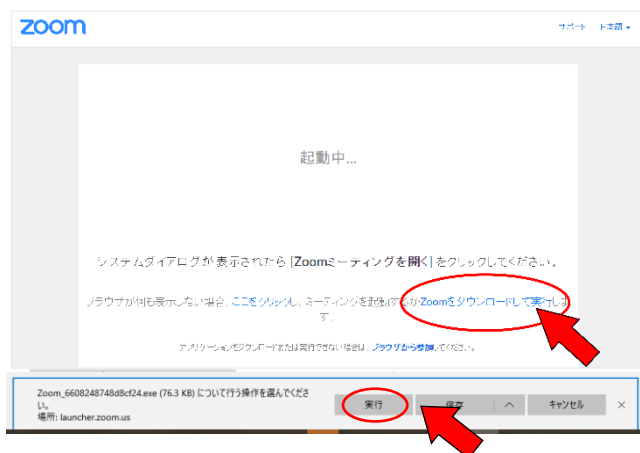 zoom
サポート 日本語
起動中...
システムダイアログが表示されたら [Zoomミーティングを開く] をクリックしてください。
ブラウザが何も表示しない場合、ここをクリックし、ミーティングを起動するかZoomをダウンロードして実行しま
す。
アプリケーションをダウンロードまたは実行できない場合は、ブラウザから参加してください。
Zoom_6608248748d8cf24.exe (76.3 KB) について行う操作を選んでくださ
い。
場所: launcher.zoom.us
実行 保存 キャンセル